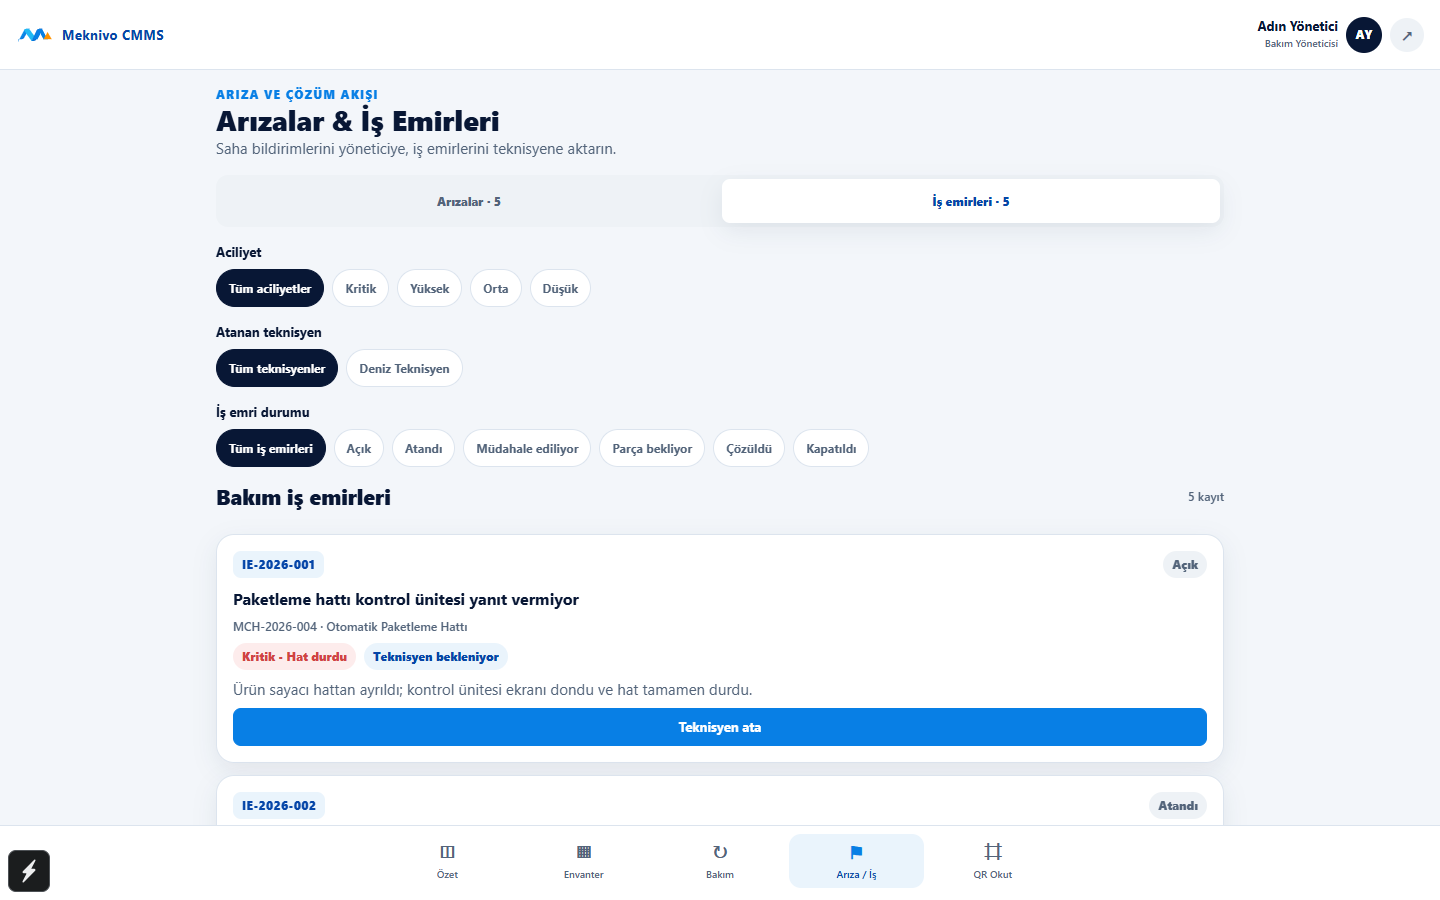 Meknivo CMMS
Adın Yönetici
Bakım Yöneticisi
AY
↗
ARIZA VE ÇÖZÜM AKIŞI
Arızalar & İş Emirleri
Saha bildirimlerini yöneticiye, iş emirlerini teknisyene aktarın.
Arızalar · 5
İş emirleri · 5
Aciliyet
Tüm aciliyetler
Kritik
Yüksek
Orta
Düşük
Atanan teknisyen
Tüm teknisyenler
Deniz Teknisyen
İş emri durumu
Tüm iş emirleri
Açık
Atandı
Müdahale ediliyor
Parça bekliyor
Çözüldü
Kapatıldı
Bakım iş emirleri
5 kayıt
IE-2026-001
Açık
Paketleme hattı kontrol ünitesi yanıt vermiyor
MCH-2026-004 · Otomatik Paketleme Hattı
Kritik - Hat durdu
Teknisyen bekleniyor
Ürün sayacı hattan ayrıldı; kontrol ünitesi ekranı dondu ve hat tamamen durdu.
Teknisyen ata
IE-2026-002
Atandı
Özet
Envanter
Bakım
Arıza / İş
QR Okut